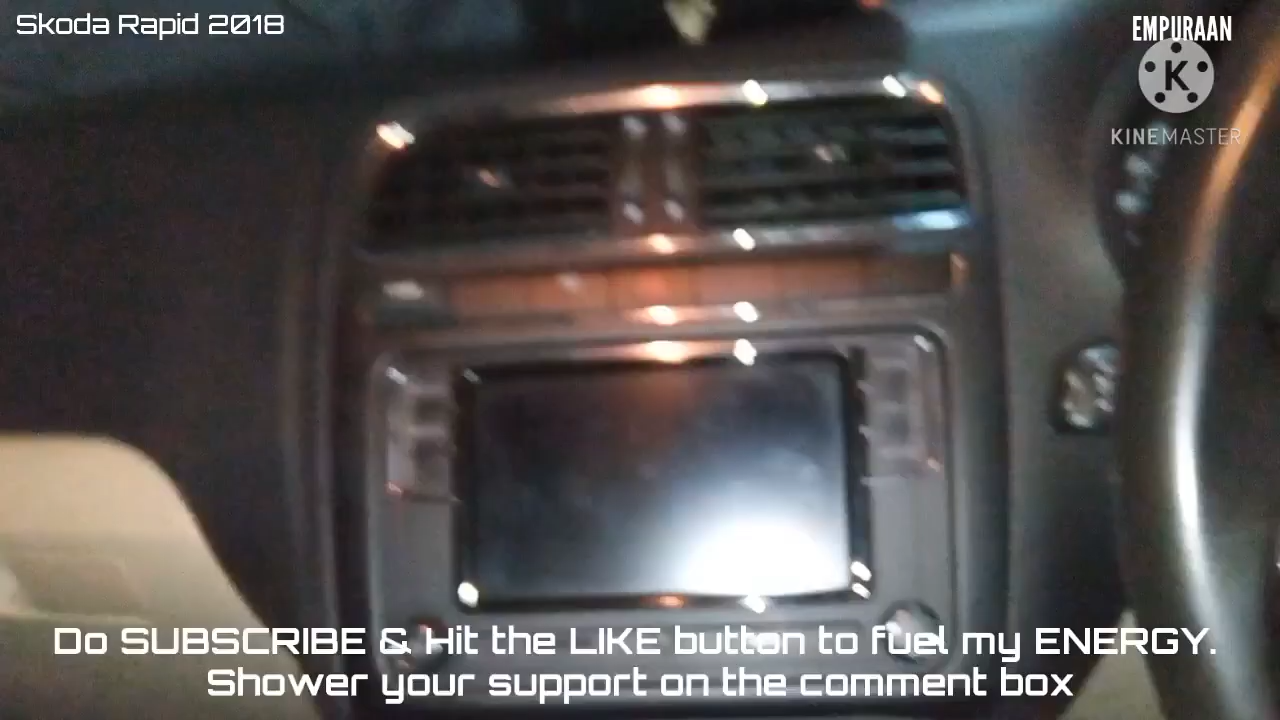 Skoda Rapid 2018
EMPURAAN
K
KINEMASTER
Do SUBSCRIBE & Hit the LIKE button to fuel my ENERGY.
Shower your support on the comment box